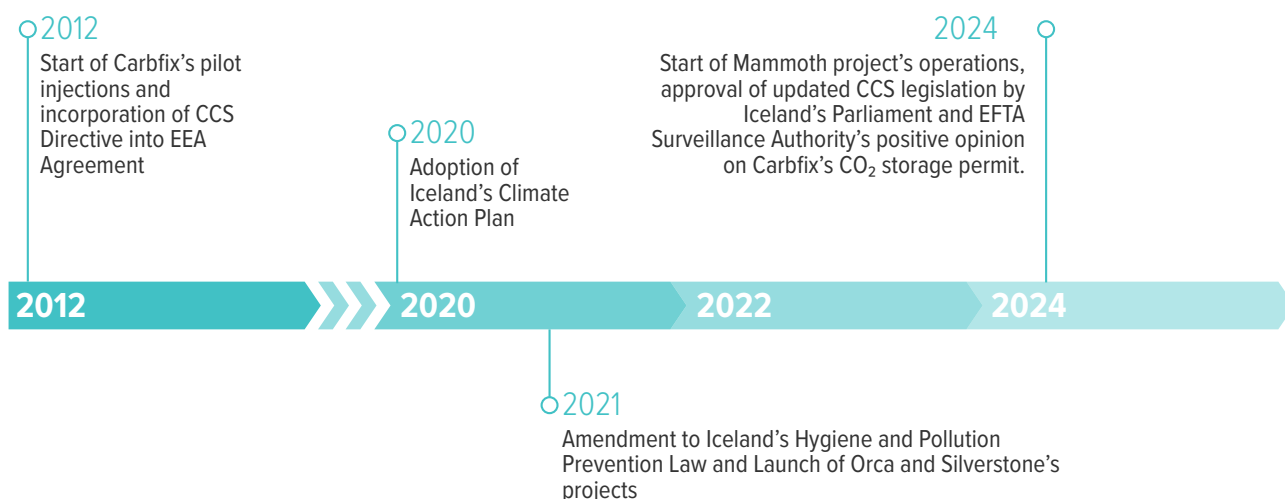 2012
Start of Carbfix’s pilot
injections and
incorporation of CCS
Directive into EEA
Agreement
2020
Adoption of
Iceland’s Climate
Action Plan
2024
Start of Mammoth project’s operations,
approval of updated CCS legislation by
Iceland’s Parliament and EFTA
Surveillance Authority’s positive opinion
on Carbfix’s CO₂ storage permit.
2012
2020
2022
2024
2021
Amendment to Iceland’s Hygiene and Pollution
Prevention Law and Launch of Orca and Silverstone’s
projects